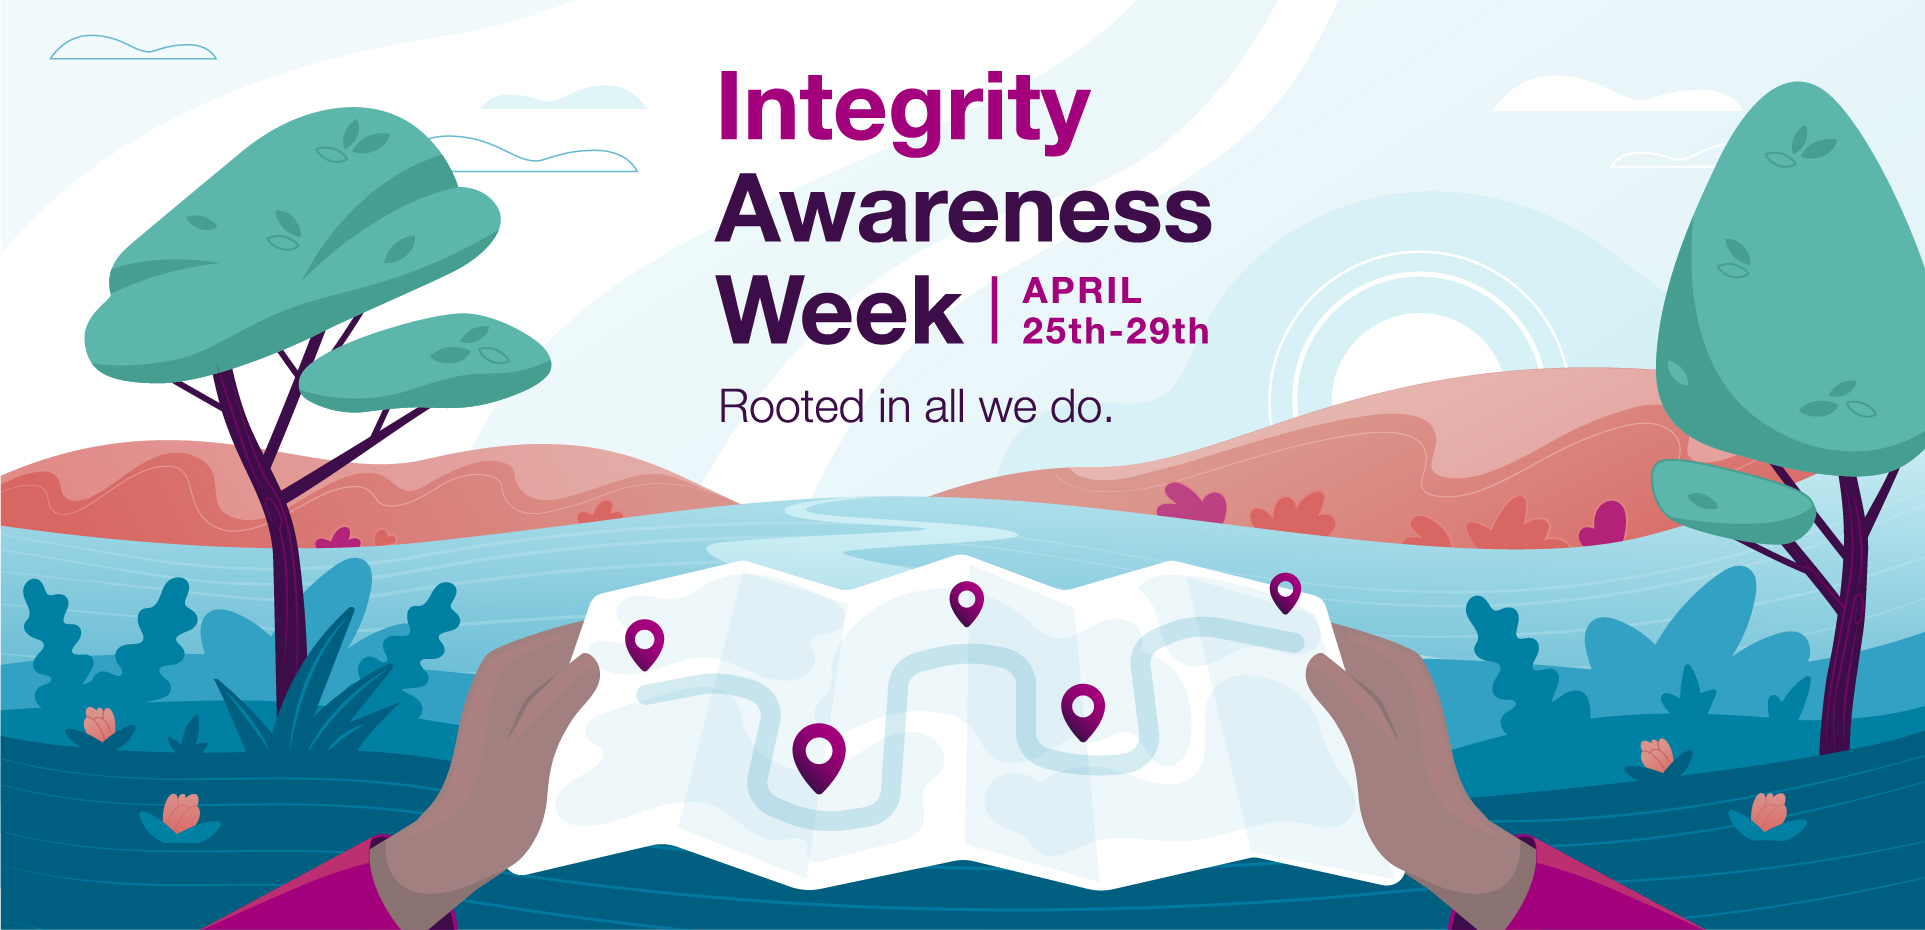 Integrity
Awareness
Week | APRIL
25th-29th
Rooted in all we do.